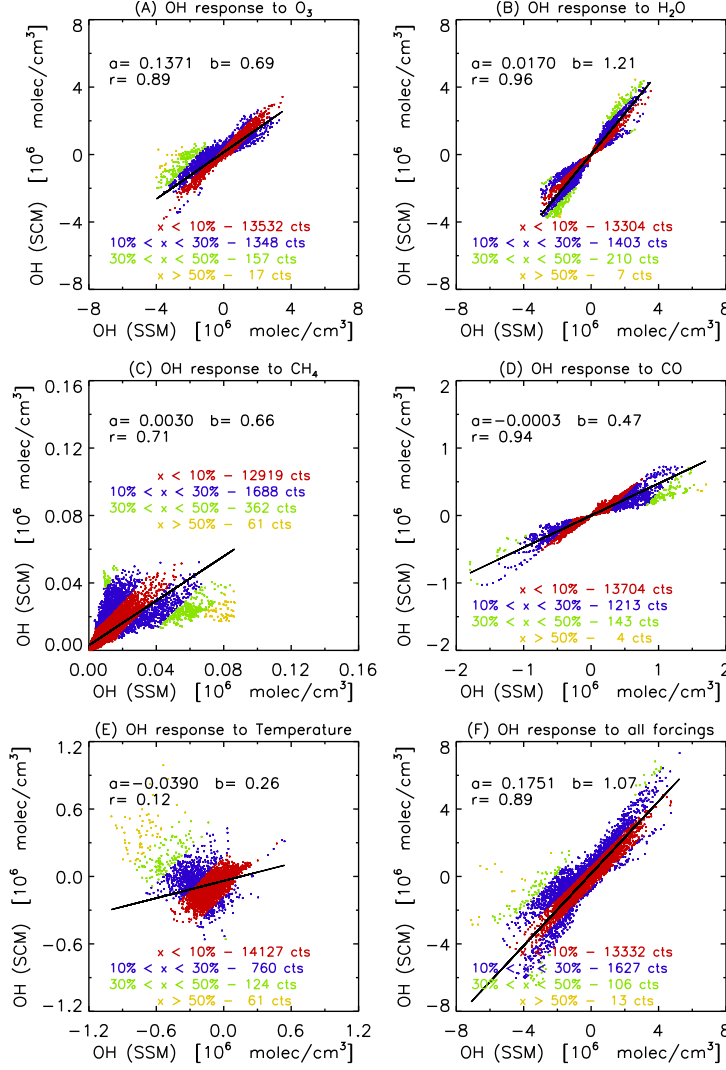 (A) OH response to O3
8
a= 0.1371 b= 0.69
r= 0.89
4
0
-4
-8
OH (SCM) [10^6 molec/cm^3]
x < 10% - 13532 cts
10% < x < 30% - 1348 cts
30% < x < 50% - 157 cts
x > 50% - 17 cts
-8 -4 0 4 8
OH (SSM) [10^6 molec/cm^3]
(B) OH response to H2O
8
a= 0.0170 b= 1.21
r= 0.96
4
0
-4
-8
OH (SCM) [10^6 molec/cm^3]
x < 10% - 13304 cts
10% < x < 30% - 1403 cts
30% < x < 50% - 210 cts
x > 50% - 7 cts
-8 -4 0 4 8
OH (SSM) [10^6 molec/cm^3]
(C) OH response to CH4
0.16
a= 0.0030 b= 0.66
r= 0.71
0.12
0.08
0.04
0.00
OH (SCM) [10^6 molec/cm^3]
x < 10% - 12919 cts
10% < x < 30% - 1688 cts
30% < x < 50% - 362 cts
x > 50% - 61 cts
0.00 0.04 0.08 0.12 0.16
OH (SSM) [10^6 molec/cm^3]
(D) OH response to CO
2
a=-0.0003 b= 0.47
r= 0.94
1
0
-1
-2
OH (SCM) [10^6 molec/cm^3]
x < 10% - 13704 cts
10% < x < 30% - 1213 cts
30% < x < 50% - 143 cts
x > 50% - 4 cts
-2 -1 0 1 2
OH (SSM) [10^6 molec/cm^3]
(E) OH response to Temperature
1.2
a=-0.0390 b= 0.26
r= 0.12
0.6
0.0
-0.6
-1.2
OH (SCM) [10^6 molec/cm^3]
x < 10% - 14127 cts
10% < x < 30% - 760 cts
30% < x < 50% - 124 cts
x > 50% - 61 cts
-1.2 -0.6 0.0 0.6 1.2
OH (SSM) [10^6 molec/cm^3]
(F) OH response to all forcings
8
a= 0.1751 b= 1.07
r= 0.89
4
0
-4
-8
OH (SCM) [10^6 molec/cm^3]
x < 10% - 13332 cts
10% < x < 30% - 1627 cts
30% < x < 50% - 106 cts
x > 50% - 13 cts
-8 -4 0 4 8
OH (SSM) [10^6 molec/cm^3]